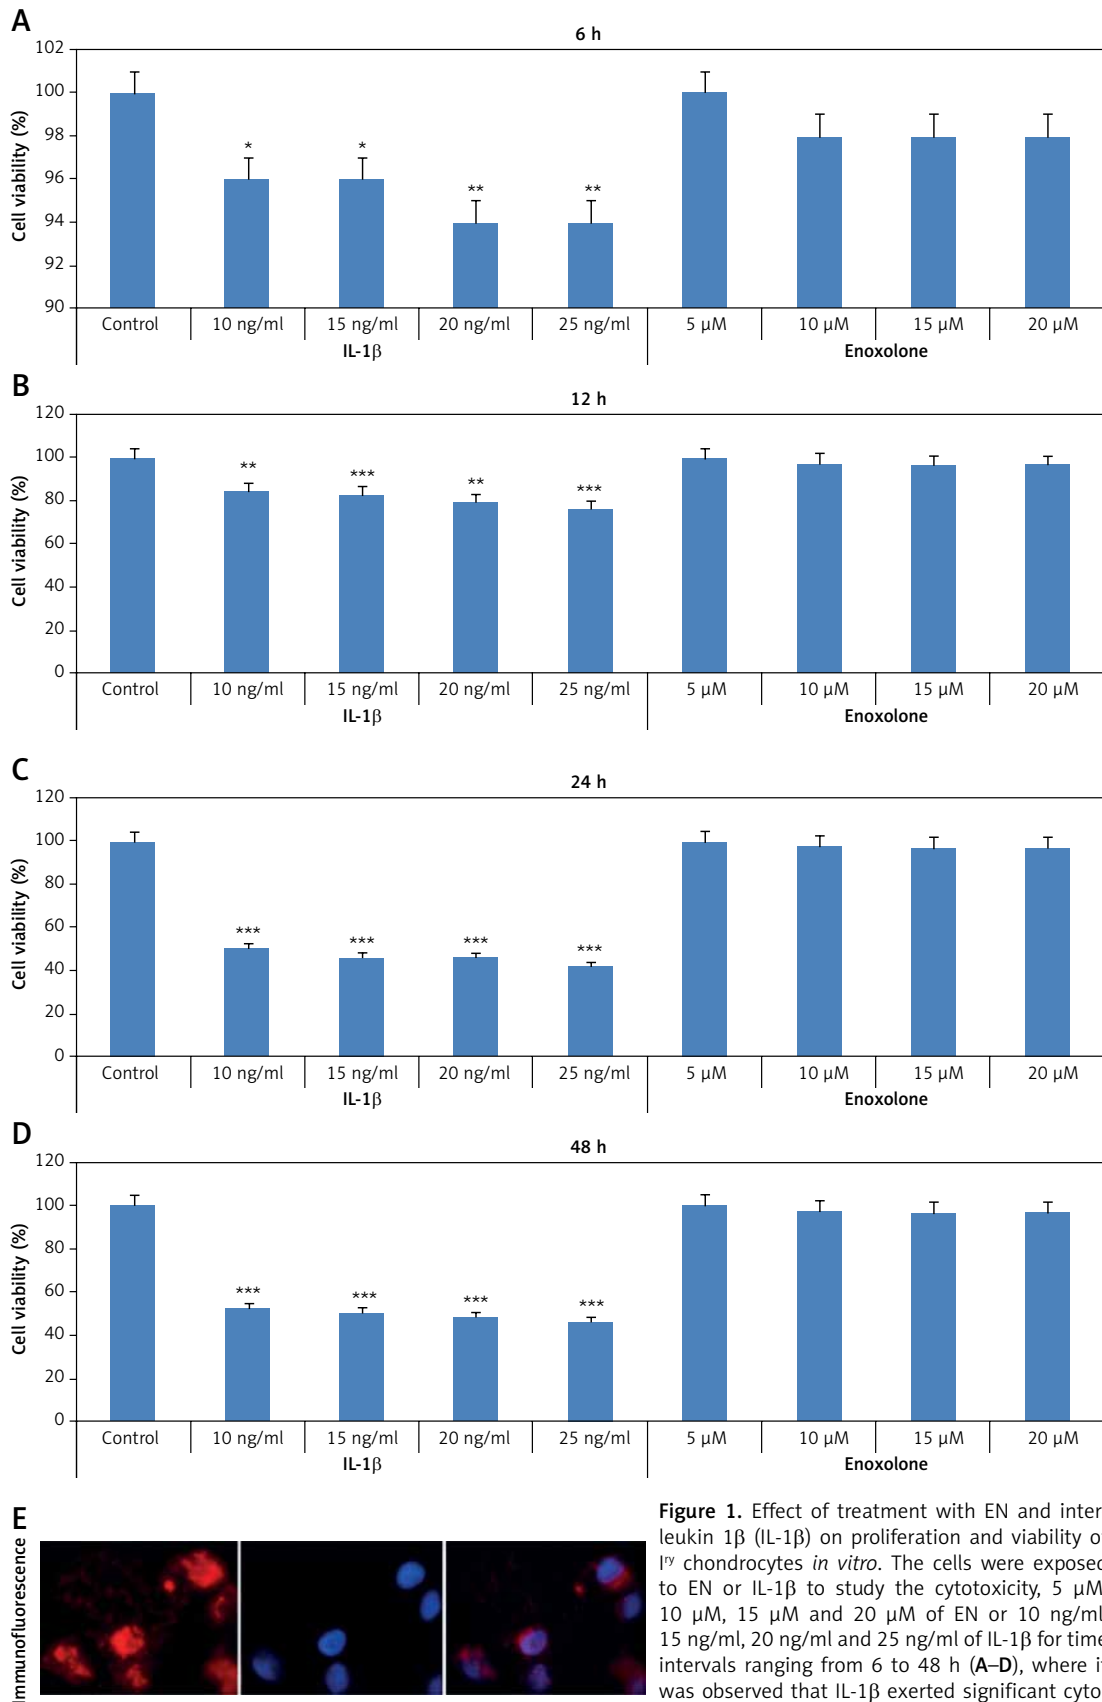 A
6 h
Cell viability (%)
102
100
98
96
94
92
90
*
*
**
**
Control
10 ng/ml
15 ng/ml
20 ng/ml
25 ng/ml
5 µM
10 µM
15 µM
20 µM
IL-1β
Enoxolone
B
12 h
Cell viability (%)
120
100
80
60
40
20
0
**
***
**
***
Control
10 ng/ml
15 ng/ml
20 ng/ml
25 ng/ml
5 µM
10 µM
15 µM
20 µM
IL-1β
Enoxolone
C
24 h
Cell viability (%)
120
100
80
60
40
20
0
***
***
***
***
Control
10 ng/ml
15 ng/ml
20 ng/ml
25 ng/ml
5 µM
10 µM
15 µM
20 µM
IL-1β
Enoxolone
D
48 h
Cell viability (%)
120
100
80
60
40
20
0
***
***
***
***
Control
10 ng/ml
15 ng/ml
20 ng/ml
25 ng/ml
5 µM
10 µM
15 µM
20 µM
IL-1β
Enoxolone
E
Immunofluorescence
Figure 1. Effect of treatment with EN and inter
leukin 1β (IL-1β) on proliferation and viability of
Iry chondrocytes in vitro. The cells were exposed
to EN or IL-1β to study the cytotoxicity, 5 µM
10 µM, 15 µM and 20 µM of EN or 10 ng/ml
15 ng/ml, 20 ng/ml and 25 ng/ml of IL-1β for time
intervals ranging from 6 to 48 h (A–D), where it
was observed that IL-1β exerted significant cyto